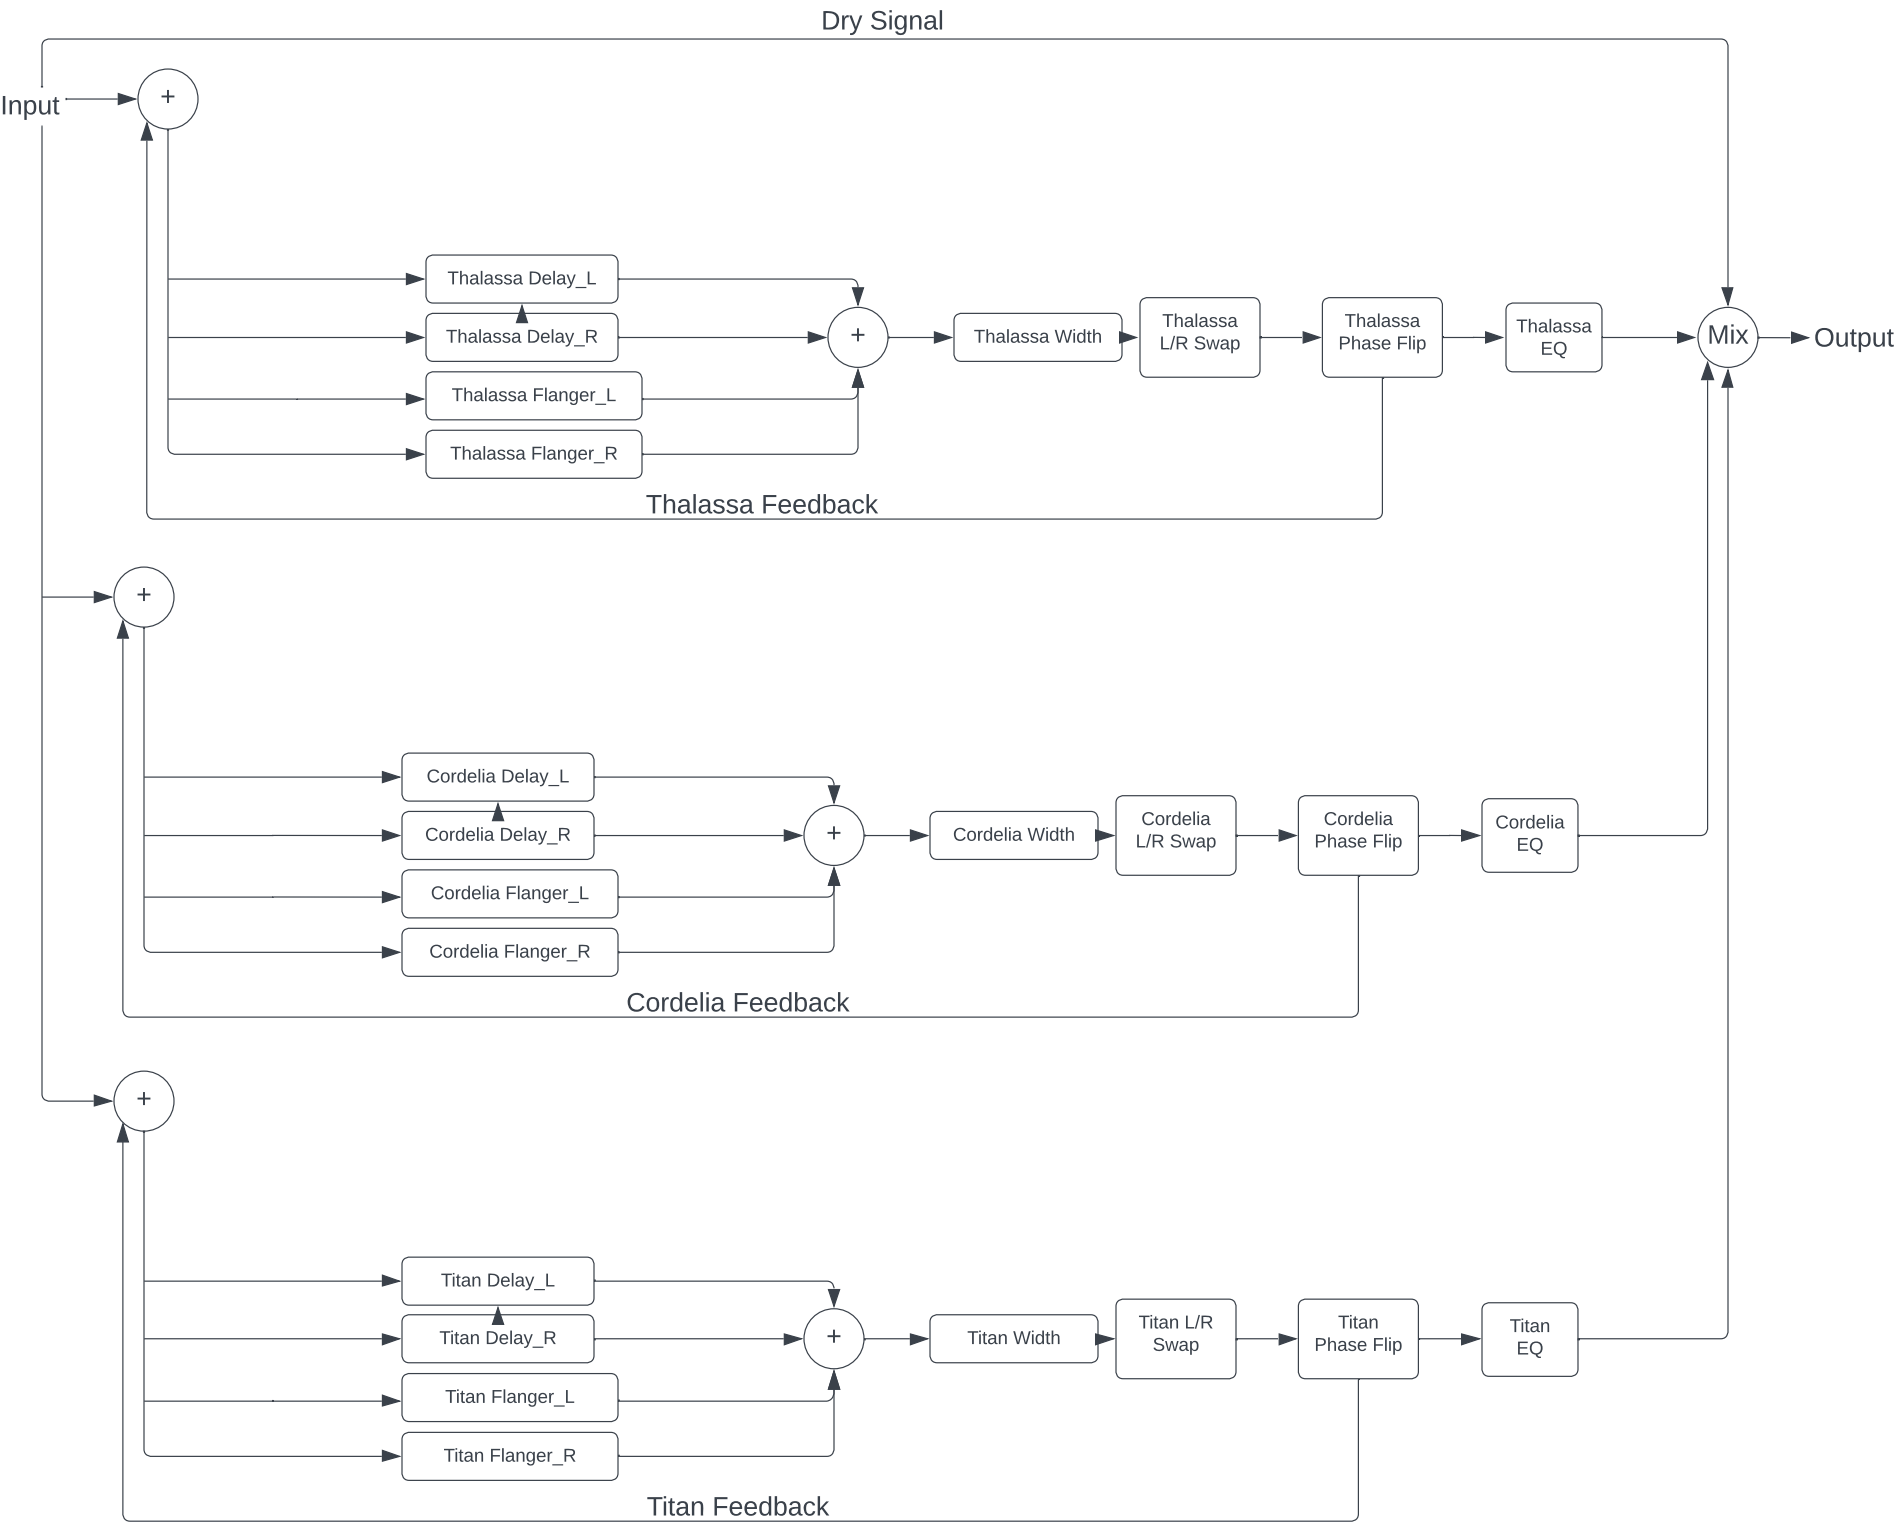 Dry Signal
Input
+
Thalassa Delay_L
Thalassa Delay_R
Thalassa Flanger_L
Thalassa Flanger_R
+
Thalassa Width
Thalassa
L/R Swap
Thalassa
Phase Flip
Thalassa
EQ
Mix
Output
Thalassa Feedback
+
Cordelia Delay_L
Cordelia Delay_R
Cordelia Flanger_L
Cordelia Flanger_R
+
Cordelia Width
Cordelia
L/R Swap
Cordelia
Phase Flip
Cordelia
EQ
Cordelia Feedback
+
Titan Delay_L
Titan Delay_R
Titan Flanger_L
Titan Flanger_R
+
Titan Width
Titan L/R
Swap
Titan
Phase Flip
Titan
EQ
Titan Feedback